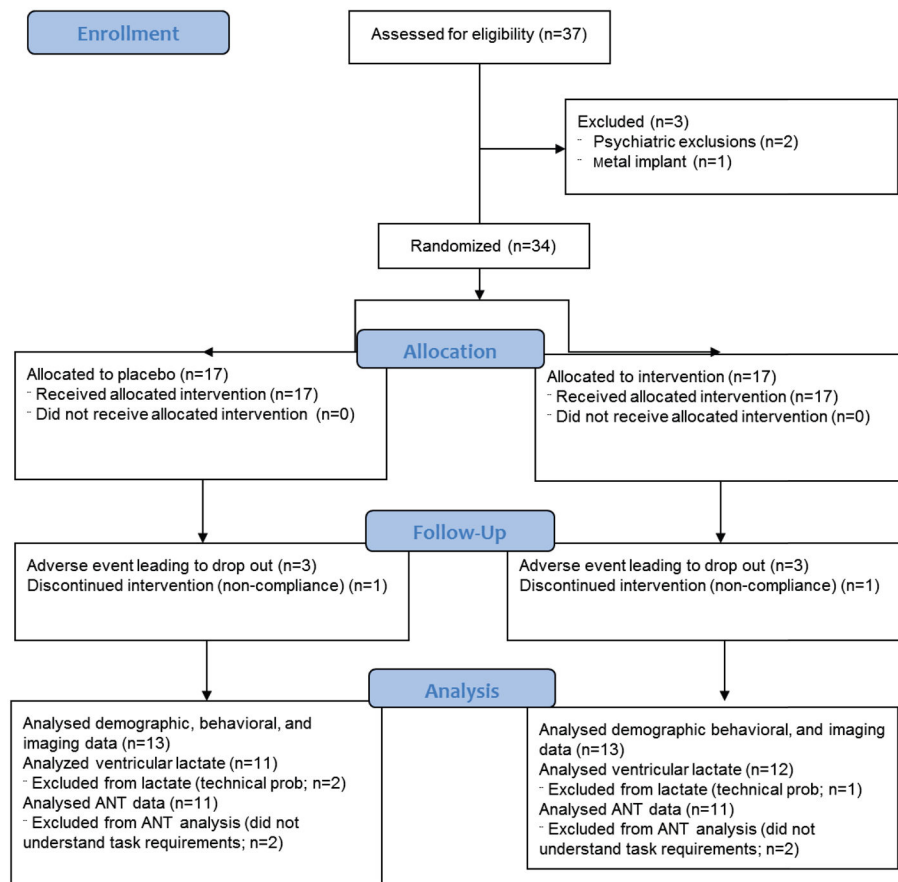 Enrollment
Assessed for eligibility (n=37)
Excluded (n=3)
- Psychiatric exclusions (n=2)
- Metal implant (n=1)
Randomized (n=34)
Allocation
Allocated to placebo (n=17)
- Received allocated intervention (n=17)
- Did not receive allocated intervention (n=0)
Allocated to intervention (n=17)
- Received allocated intervention (n=17)
- Did not receive allocated intervention (n=0)
Follow-Up
Adverse event leading to drop out (n=3)
Discontinued intervention (non-compliance) (n=1)
Adverse event leading to drop out (n=3)
Discontinued intervention (non-compliance) (n=1)
Analysis
Analysed demographic, behavioral, and
imaging data (n=13)
Analyzed ventricular lactate (n=11)
- Excluded from lactate (technical prob; n=2)
Analysed ANT data (n=11)
- Excluded from ANT analysis (did not
understand task requirements; n=2)
Analysed demographic behavioral, and imaging
data (n=13)
Analysed ventricular lactate (n=12)
- Excluded from lactate (technical prob; n=1)
Analysed ANT data (n=11)
- Excluded from ANT analysis (did not
understand task requirements; n=2)